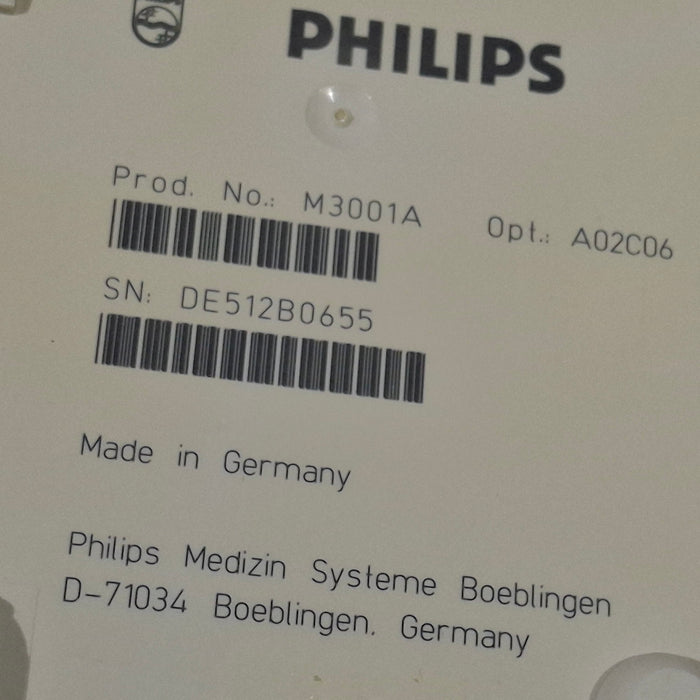 PHILIPS
Prod. No.: M3001A Opt.: A02C06
SN: DE512B0655
Made in Germany
Philips Medizin Systeme Boeblingen
D-71034 Boeblingen. Germany